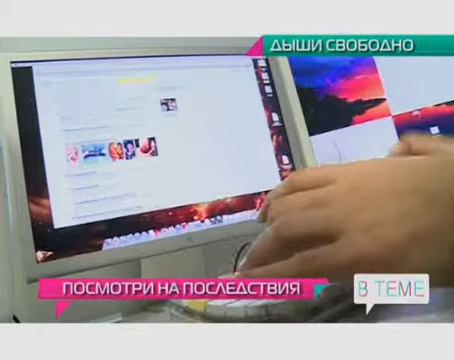 ДЫШИ СВОБОДНО
ПОСМОТРИ НА ПОСЛЕДСТВИЯ
В ТЕМЕ